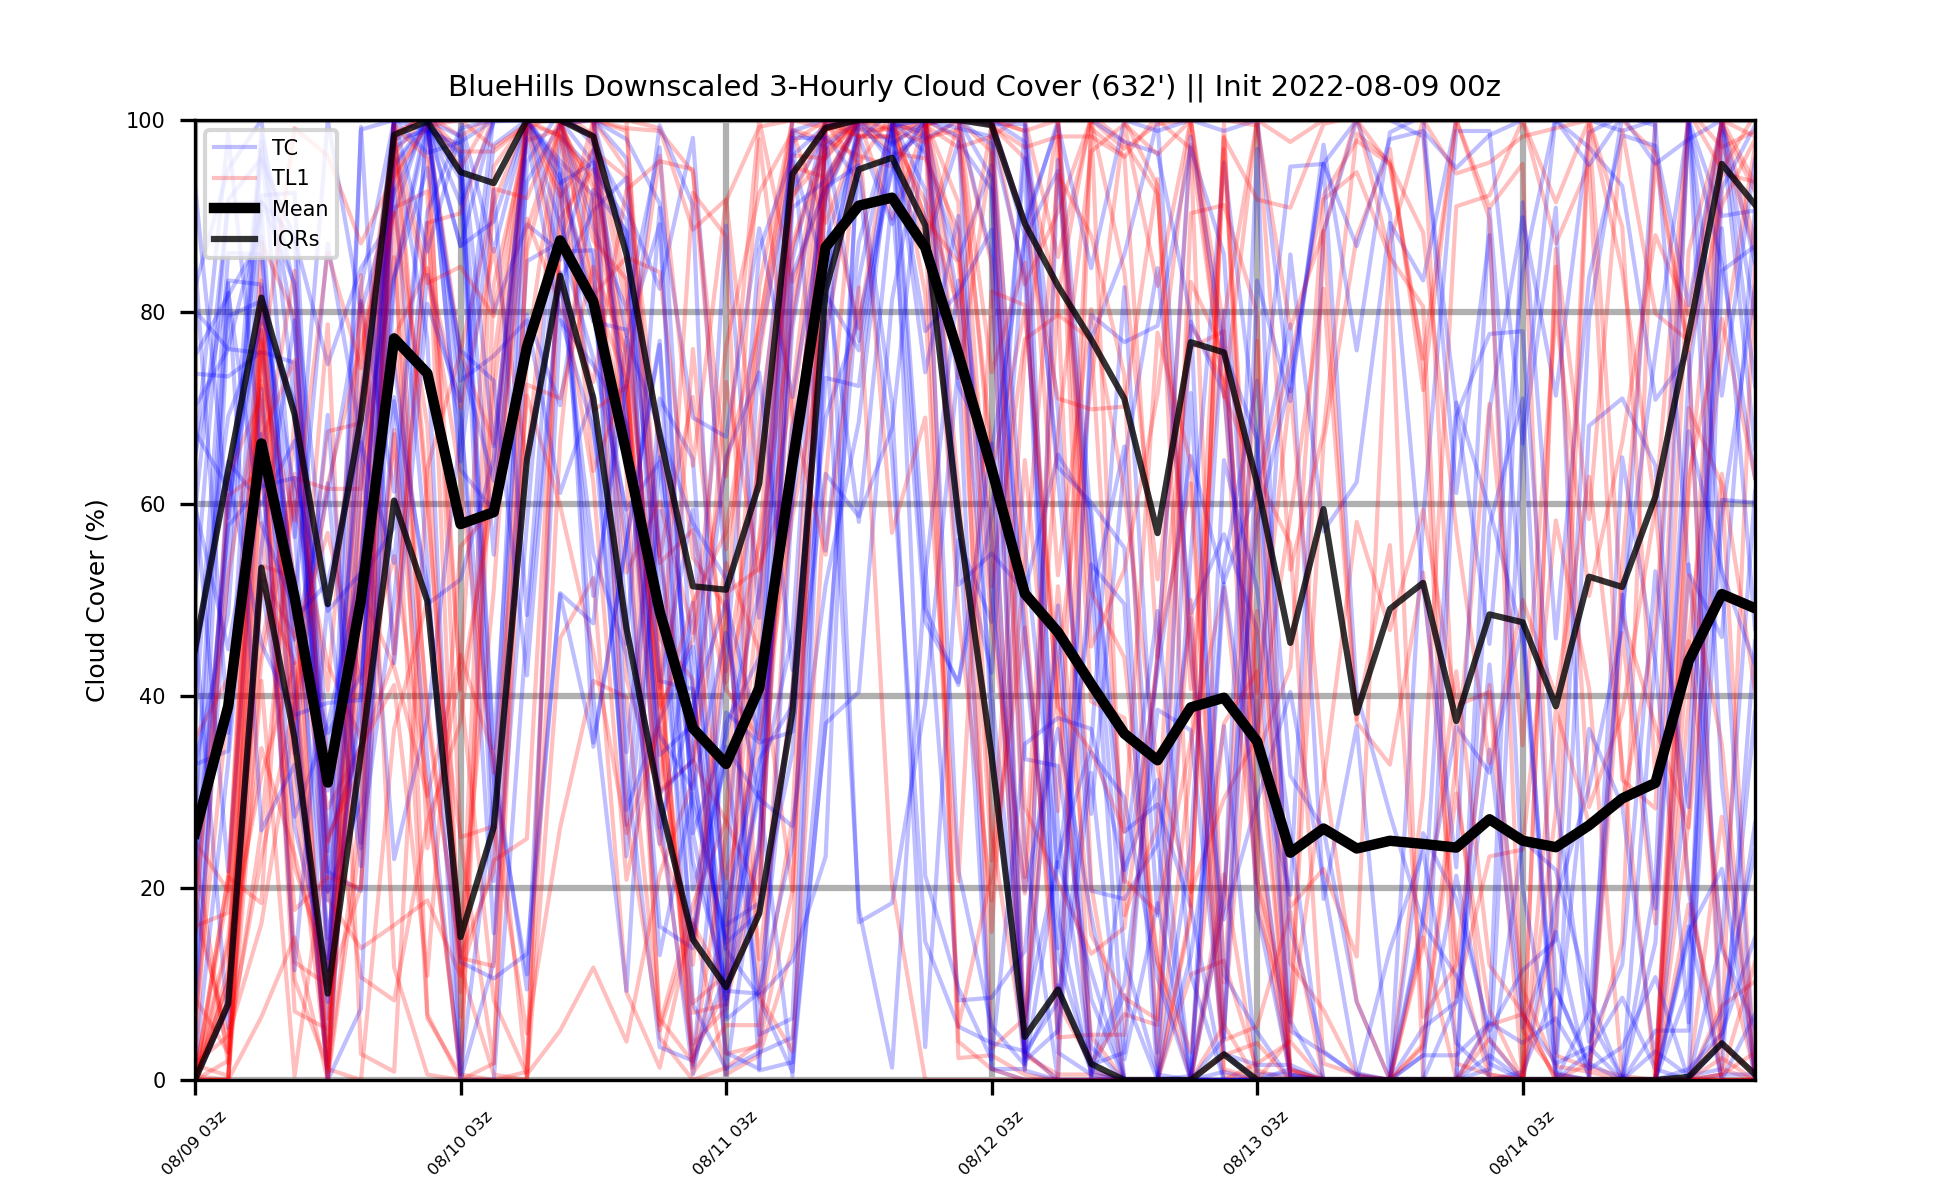 BlueHills Downscaled 3-Hourly Cloud Cover (632') || Init 2022-08-09 00z
100
80
60
40
20
0
Cloud Cover (%)
TC
TL1
Mean
IQRs
08/09 03z
08/10 03z
08/11 03z
08/12 03z
08/13 03z
08/14 03z